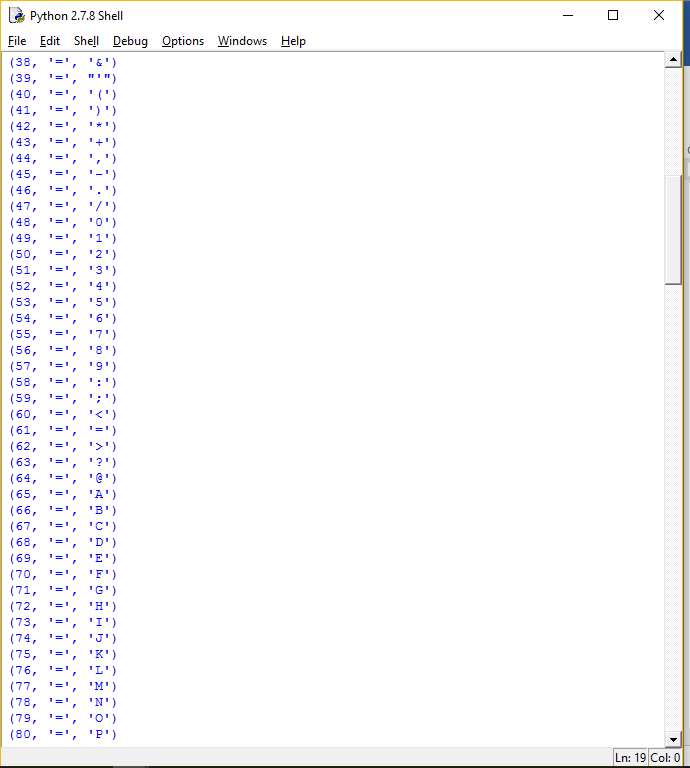 Python 2.7.8 Shell
File Edit Shell Debug Options Windows Help
(38, '=', '&')
(39, '=', "'")
(40, '=', '(')
(41, '=', ')')
(42, '=', '*')
(43, '=', '+')
(44, '=', ',')
(45, '=', '-')
(46, '=', '.')
(47, '=', '/')
(48, '=', '0')
(49, '=', '1')
(50, '=', '2')
(51, '=', '3')
(52, '=', '4')
(53, '=', '5')
(54, '=', '6')
(55, '=', '7')
(56, '=', '8')
(57, '=', '9')
(58, '=', ':')
(59, '=', ';')
(60, '=', '<')
(61, '=', '=')
(62, '=', '>')
(63, '=', '?')
(64, '=', '@')
(65, '=', 'A')
(66, '=', 'B')
(67, '=', 'C')
(68, '=', 'D')
(69, '=', 'E')
(70, '=', 'F')
(71, '=', 'G')
(72, '=', 'H')
(73, '=', 'I')
(74, '=', 'J')
(75, '=', 'K')
(76, '=', 'L')
(77, '=', 'M')
(78, '=', 'N')
(79, '=', 'O')
(80, '=', 'P')
Ln: 19 Col: 0